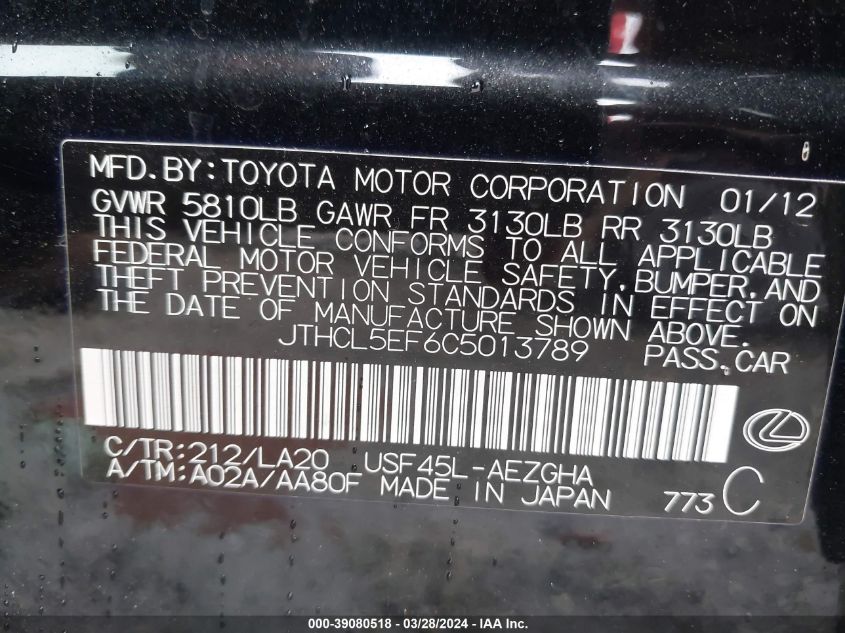 MFD. BY: TOYOTA MOTOR CORPORATION 01/12
GVWR 5810LB GAWR FR 3130LB RR 3130LB
THIS VEHICLE CONFORMS TO ALL APPLICABLE
FEDERAL MOTOR VEHICLE SAFETY, BUMPER, AND
THEFT PREVENTION STANDARDS IN EFFECT ON
THE DATE OF MANUFACTURE SHOWN ABOVE.
JTHCL5EF6C5013789 PASS. CAR
C/TR: 212/LA20 USF45L-AEZGHA
A/TM: A02A/AA80F MADE IN JAPAN 773 C
000-39080518 - 03/28/2024 - IAA Inc.